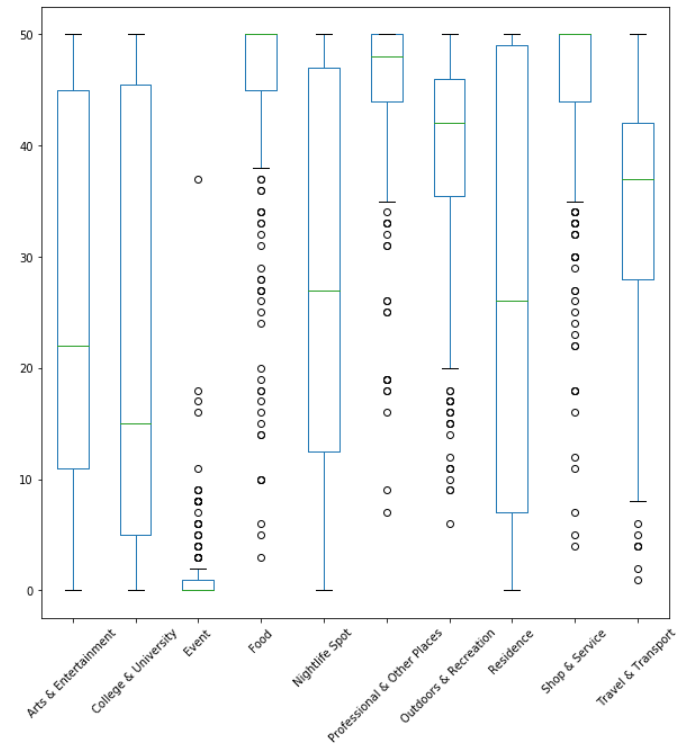 50
40
30
20
10
0
Arts & Entertainment
College & University
Event
Food
Nightlife Spot
Professional & Other Places
Outdoors & Recreation
Residence
Shop & Service
Travel & Transport